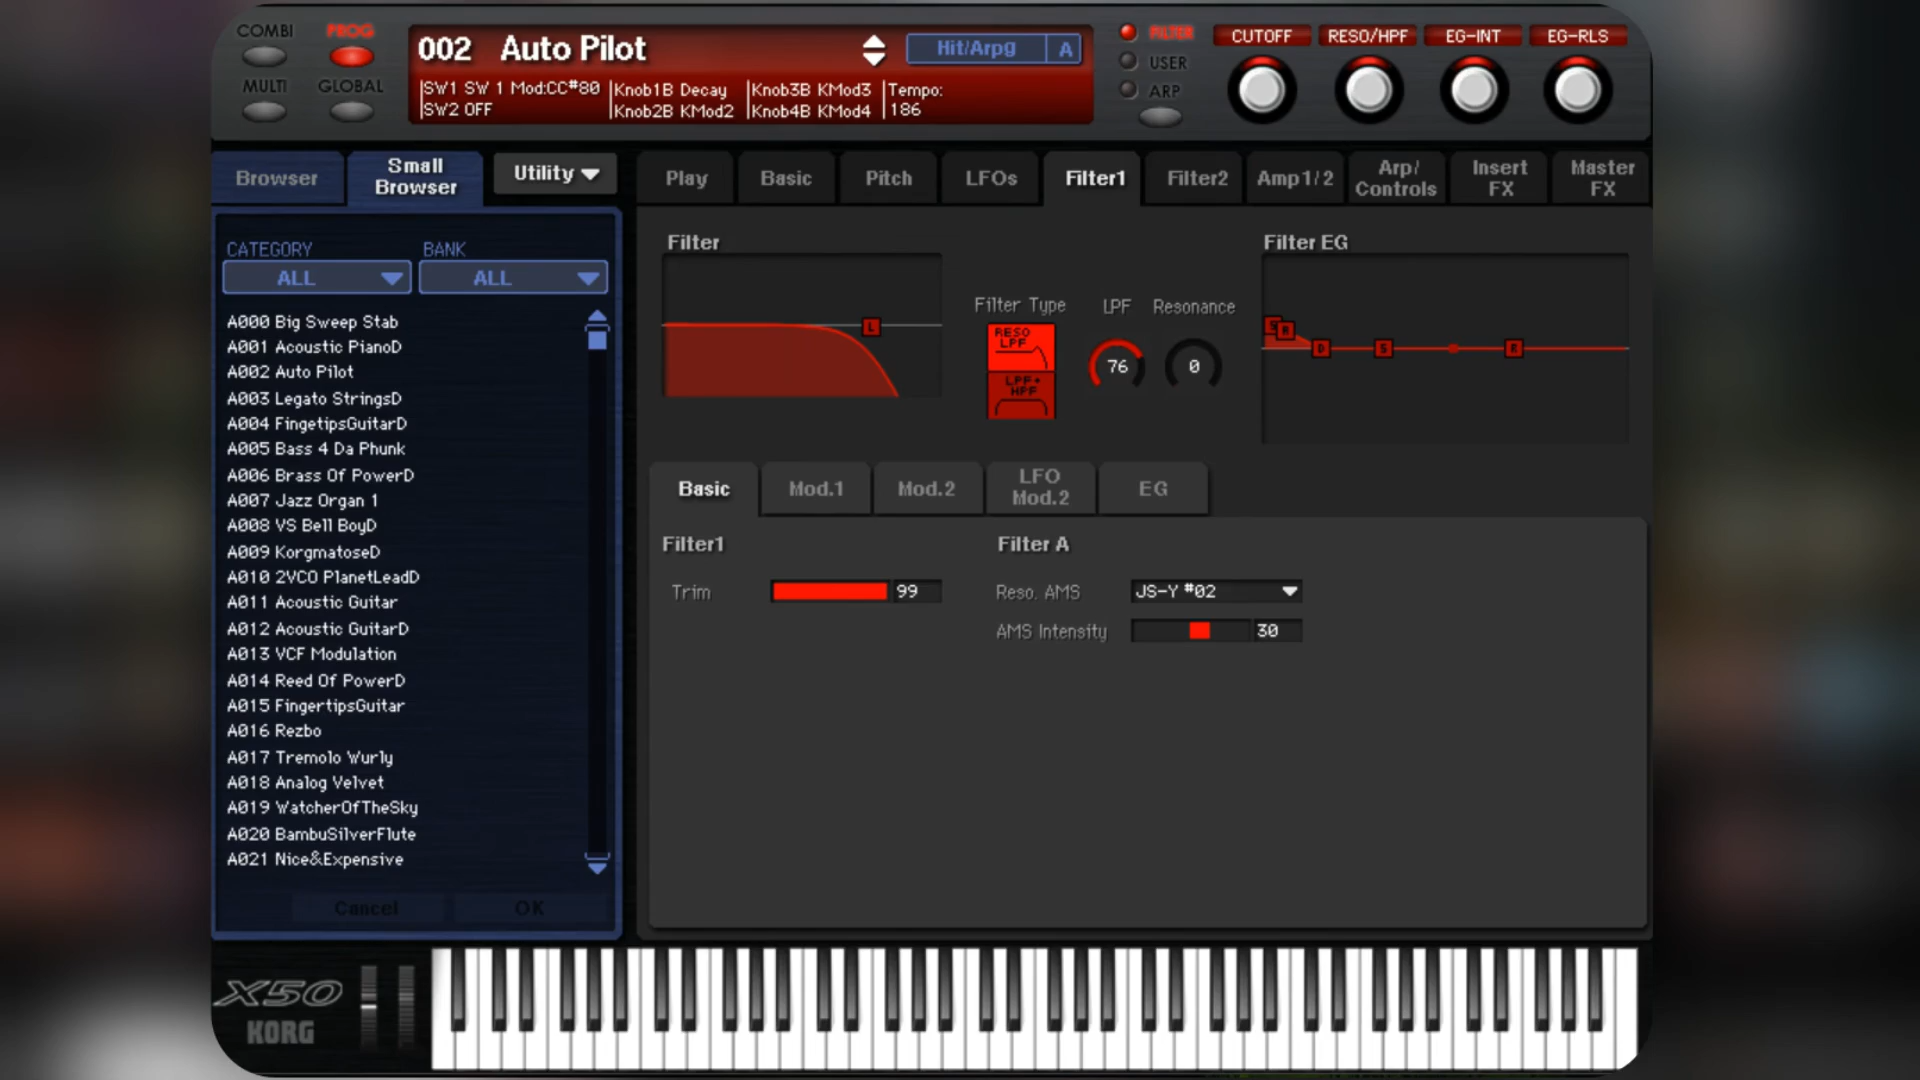 COMBI PROG
MULTI GLOBAL
002 Auto Pilot
Hit/Arpg A
SW1 SW 1 Mod:CC#80 Knob1B Decay Knob3B KMod3 Tempo:
SW2 OFF Knob2B KMod2 Knob4B KMod4 186
FILTER
USER
ARP
CUTOFF RESO/HPF EG-INT EG-RLS
Browser
Small
Browser
Utility
Play Basic Pitch LFOs Filter1 Filter2 Amp1/2
Arp/
Controls
Insert
FX
Master
FX
CATEGORY BANK
ALL ALL
A000 Big Sweep Stab
A001 Acoustic PianoD
A002 Auto Pilot
A003 Legato StringsD
A004 FingetipsGuitarD
A005 Bass 4 Da Phunk
A006 Brass Of PowerD
A007 Jazz Organ 1
A008 VS Bell BoyD
A009 KorgmatoseD
A010 2VCO PlanetLeadD
A011 Acoustic Guitar
A012 Acoustic GuitarD
A013 VCF Modulation
A014 Reed Of PowerD
A015 FingertipsGuitar
A016 Rezbo
A017 Tremolo Wurly
A018 Analog Velvet
A019 WatcherOfTheSky
A020 BambuSilverFlute
A021 Nice&Expensive
Cancel OK
Filter
L
Filter Type LPF Resonance
RESO
LPF
LPF+
HPF
76 0
Filter EG
S R D S R
Basic Mod.1 Mod.2
LFO
Mod.2
EG
Filter1 Filter A
Trim 99 Reso. AMS JS-Y #02
AMS Intensity 30
X50
KORG